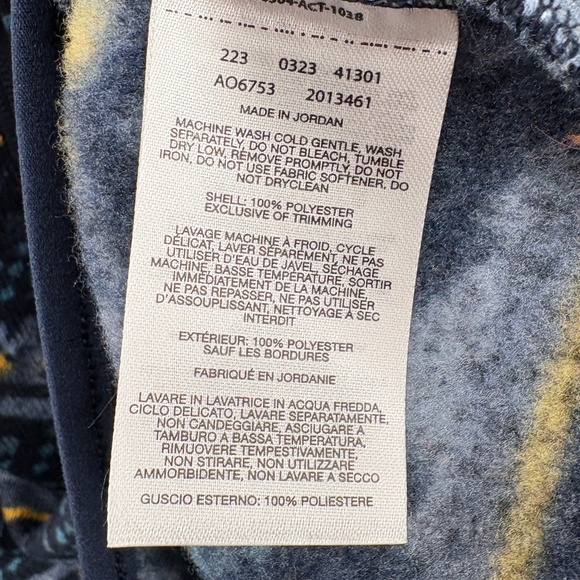 -ACT-1028
223 0323 41301
AO6753 2013461
MADE IN JORDAN
MACHINE WASH COLD GENTLE, WASH
SEPARATELY, DO NOT BLEACH, TUMBLE
DRY LOW, REMOVE PROMPTLY, DO NOT
IRON, DO NOT USE FABRIC SOFTENER, DO
NOT DRYCLEAN
SHELL: 100% POLYESTER
EXCLUSIVE OF TRIMMING
LAVAGE MACHINE À FROID, CYCLE
DÉLICAT, LAVER SÉPARÉMENT, NE PAS
UTILISER D'EAU DE JAVEL, SÉCHAGE
MACHINE, BASSE TEMPÉRATURE, SORTIR
IMMÉDIATEMENT DE LA MACHINE,
NE PAS REPASSER, NE PAS UTILISER
D'ASSOUPLISSANT, NETTOYAGE À SEC
INTERDIT
EXTÉRIEUR: 100% POLYESTER
SAUF LES BORDURES
FABRIQUÉ EN JORDANIE
LAVARE IN LAVATRICE IN ACQUA FREDDA,
CICLO DELICATO, LAVARE SEPARATAMENTE,
NON CANDEGGIARE, ASCIUGARE A
TAMBURO A BASSA TEMPERATURA,
RIMUOVERE TEMPESTIVAMENTE,
NON STIRARE, NON UTILIZZARE
AMMORBIDENTE, NON LAVARE A SECCO
GUSCIO ESTERNO: 100% POLIESTERE